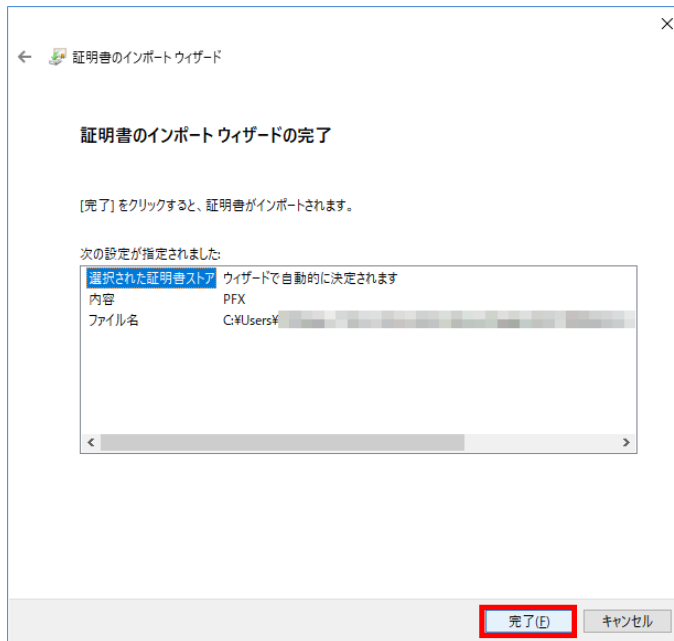 証明書のインポート ウィザード
証明書のインポート ウィザードの完了
[完了] をクリックすると、証明書がインポートされます。
次の設定が指定されました:
選択された証明書ストア ウィザードで自動的に決定されます
内容 PFX
ファイル名 C:¥Users¥
完了(F) キャンセル